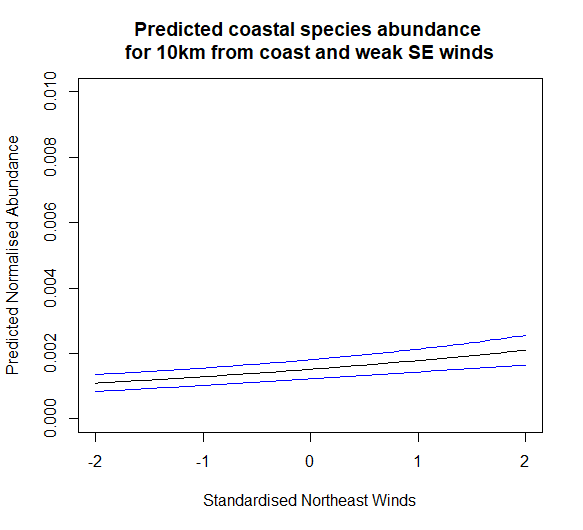 Predicted coastal species abundance
for 10km from coast and weak SE winds
Predicted Normalised Abundance
0.010
0.008
0.006
0.004
0.002
0.000
-2 -1 0 1 2
Standardised Northeast Winds